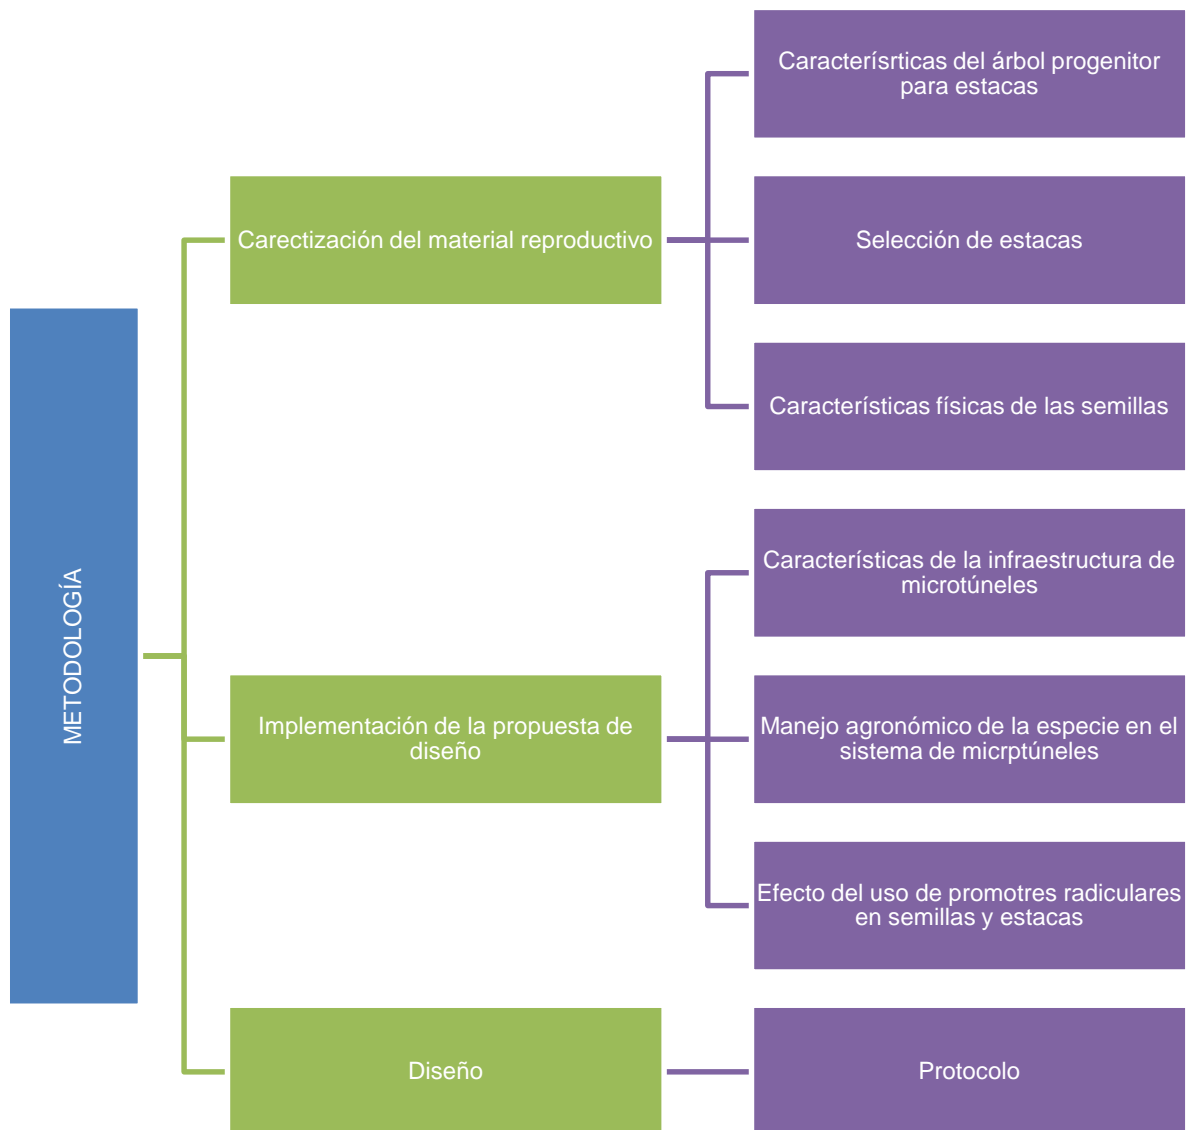 METODOLOGÍA
Carectización del material reproductivo
Caracterísrticas del árbol progenitor
para estacas
Selección de estacas
Características físicas de las semillas
Implementación de la propuesta de
diseño
Características de la infraestructura de
microtúneles
Manejo agronómico de la especie en el
sistema de micrptúneles
Efecto del uso de promotres radiculares
en semillas y estacas
Diseño
Protocolo